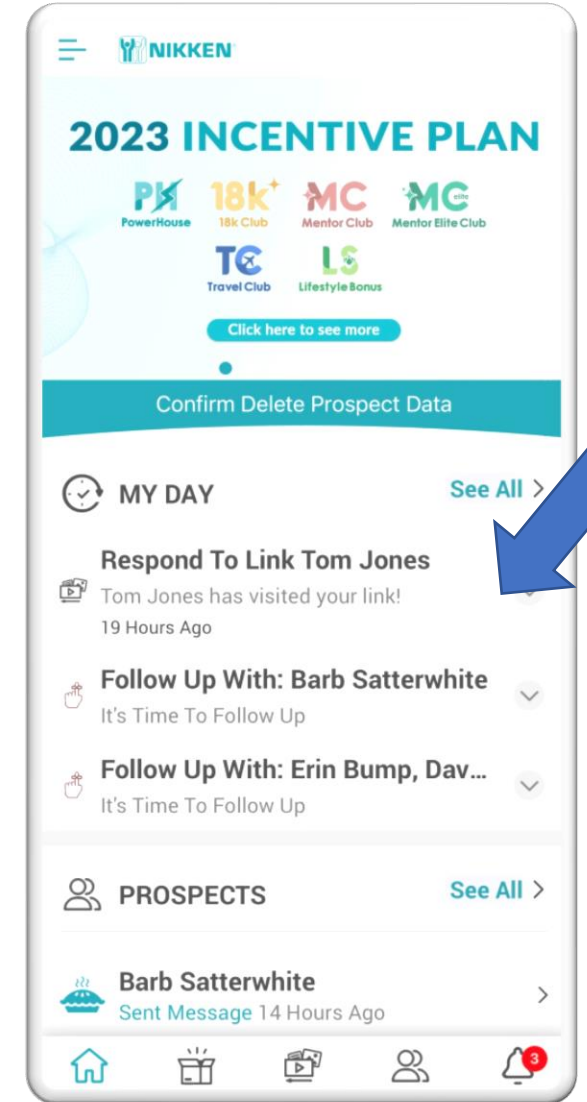 NIKKEN
2023 INCENTIVE PLAN
PK 18K+ MC MC elite
PowerHouse 18k Club Mentor Club Mentor Elite Club
TC LS
Travel Club Lifestyle Bonus
Click here to see more
Confirm Delete Prospect Data
MY DAY See All >
Respond To Link Tom Jones
Tom Jones has visited your link!
19 Hours Ago
Follow Up With: Barb Satterwhite
It's Time To Follow Up
Follow Up With: Erin Bump, Dav...
It's Time To Follow Up
PROSPECTS See All >
Barb Satterwhite
Sent Message 14 Hours Ago
3